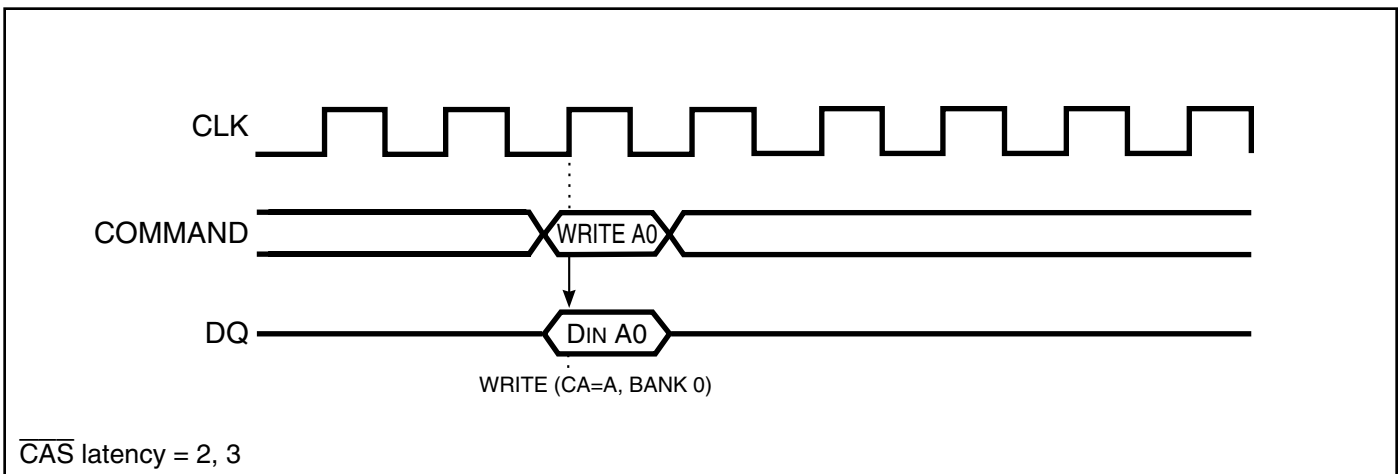 CLK
COMMAND
WRITE A0
DQ
DIN A0
WRITE (CA=A, BANK 0)
CAS latency = 2, 3